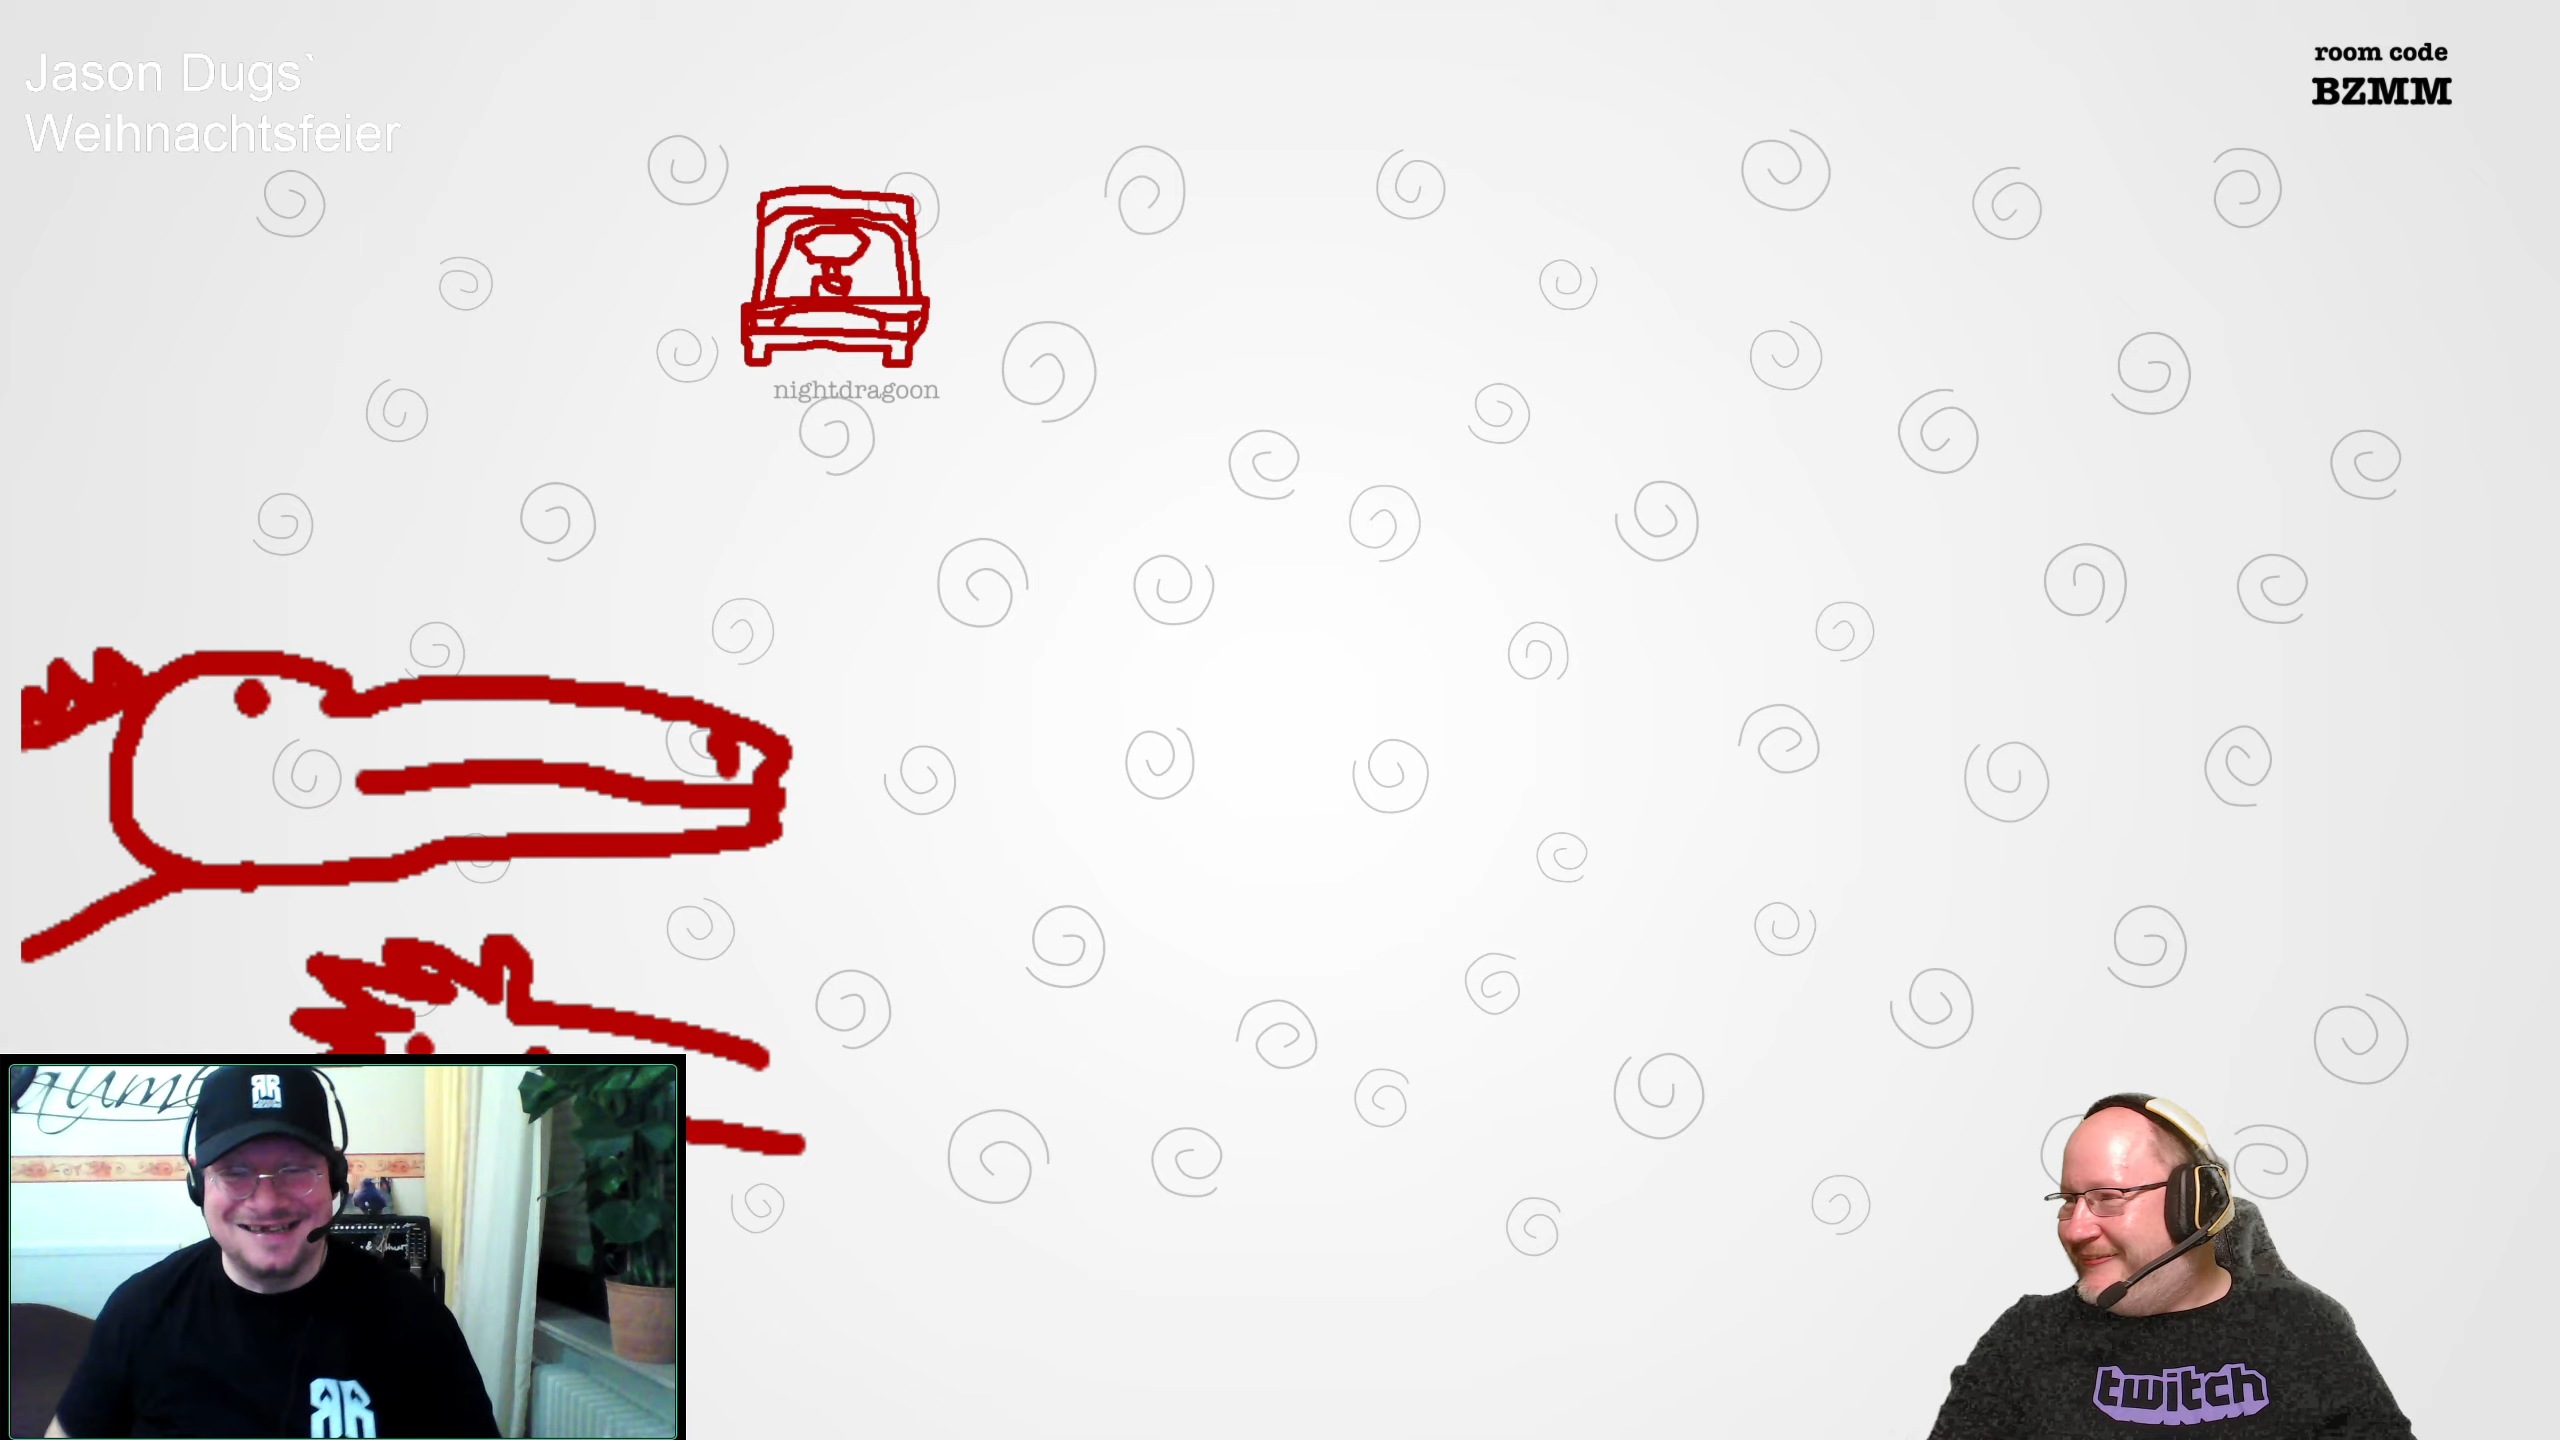 Jason Dugs`
Weihnachtsfeier
room code
BZMM
nightdragoon
twitch